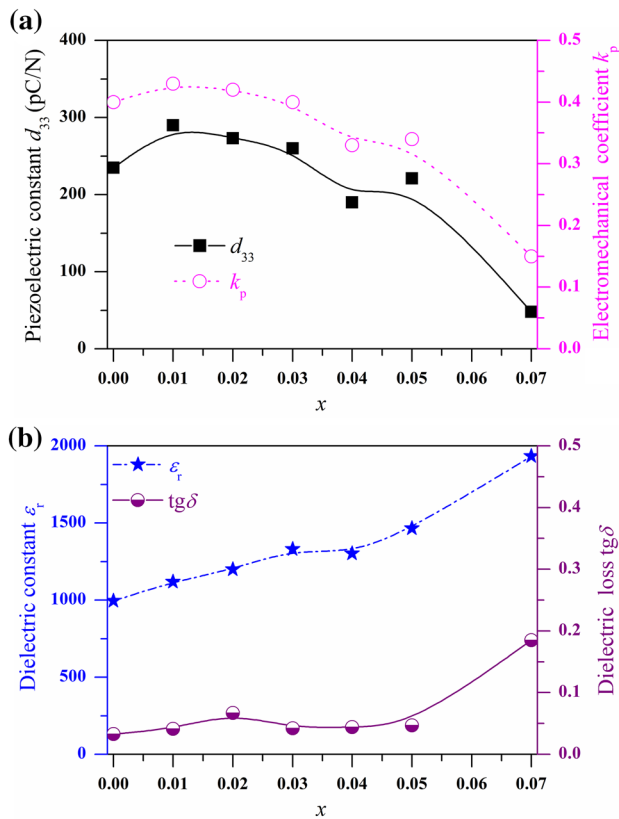 (a)
400
300
200
100
0
Piezoelectric constant d33 (pC/N)
0.5
0.4
0.3
0.2
0.1
0.0
Electromechanical coefficient kp
d33
kp
0.00 0.01 0.02 0.03 0.04 0.05 0.06 0.07
x
(b)
2000
1500
1000
500
0
Dielectric constant εr
0.5
0.4
0.3
0.2
0.1
0.0
Dielectric loss tgδ
εr
tgδ
0.00 0.01 0.02 0.03 0.04 0.05 0.06 0.07
x